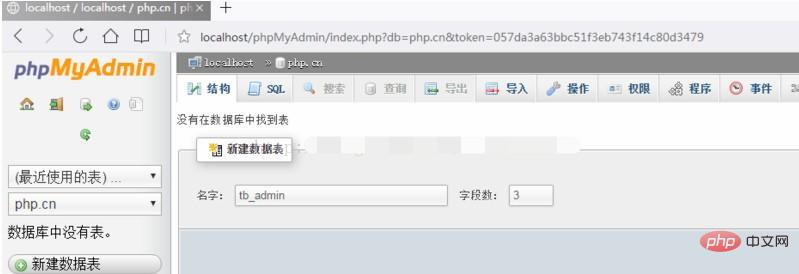 localhost / localhost / php.cn | ph
localhost/phpMyAdmin/index.php?db=php.cn&token=057da3a63bbc51f3eb743f14c80d3479
phpMyAdmin
localhost » php.cn
结构 SQL 搜索 查询 导出 导入 操作 权限 程序 事件
没有在数据库中找到表
新建数据表
名字： tb_admin 字段数： 3
(最近使用的表) ...
php.cn
数据库中没有表。
新建数据表
php 中文网